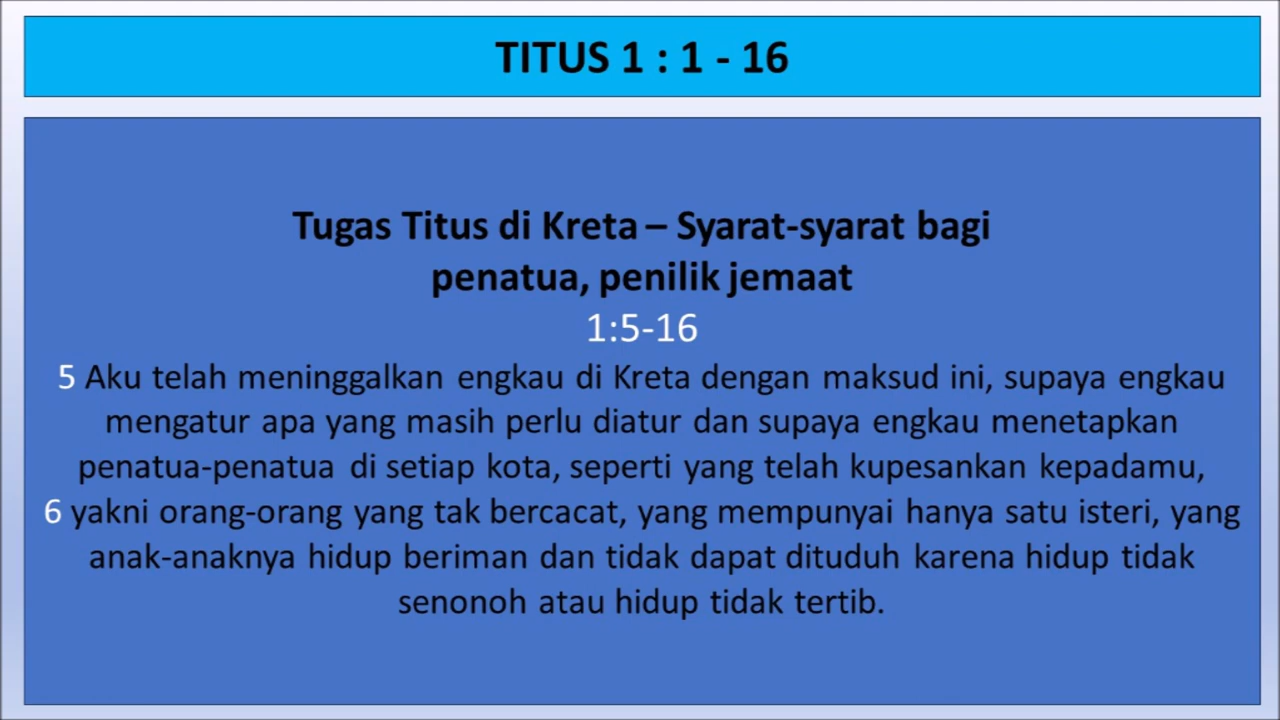 TITUS 1 : 1 - 16
Tugas Titus di Kreta – Syarat-syarat bagi
penatua, penilik jemaat
1:5-16
5 Aku telah meninggalkan engkau di Kreta dengan maksud ini, supaya engkau
mengatur apa yang masih perlu diatur dan supaya engkau menetapkan
penatua-penatua di setiap kota, seperti yang telah kupesankan kepadamu,
6 yakni orang-orang yang tak bercacat, yang mempunyai hanya satu isteri, yang
anak-anaknya hidup beriman dan tidak dapat dituduh karena hidup tidak
senonoh atau hidup tidak tertib.